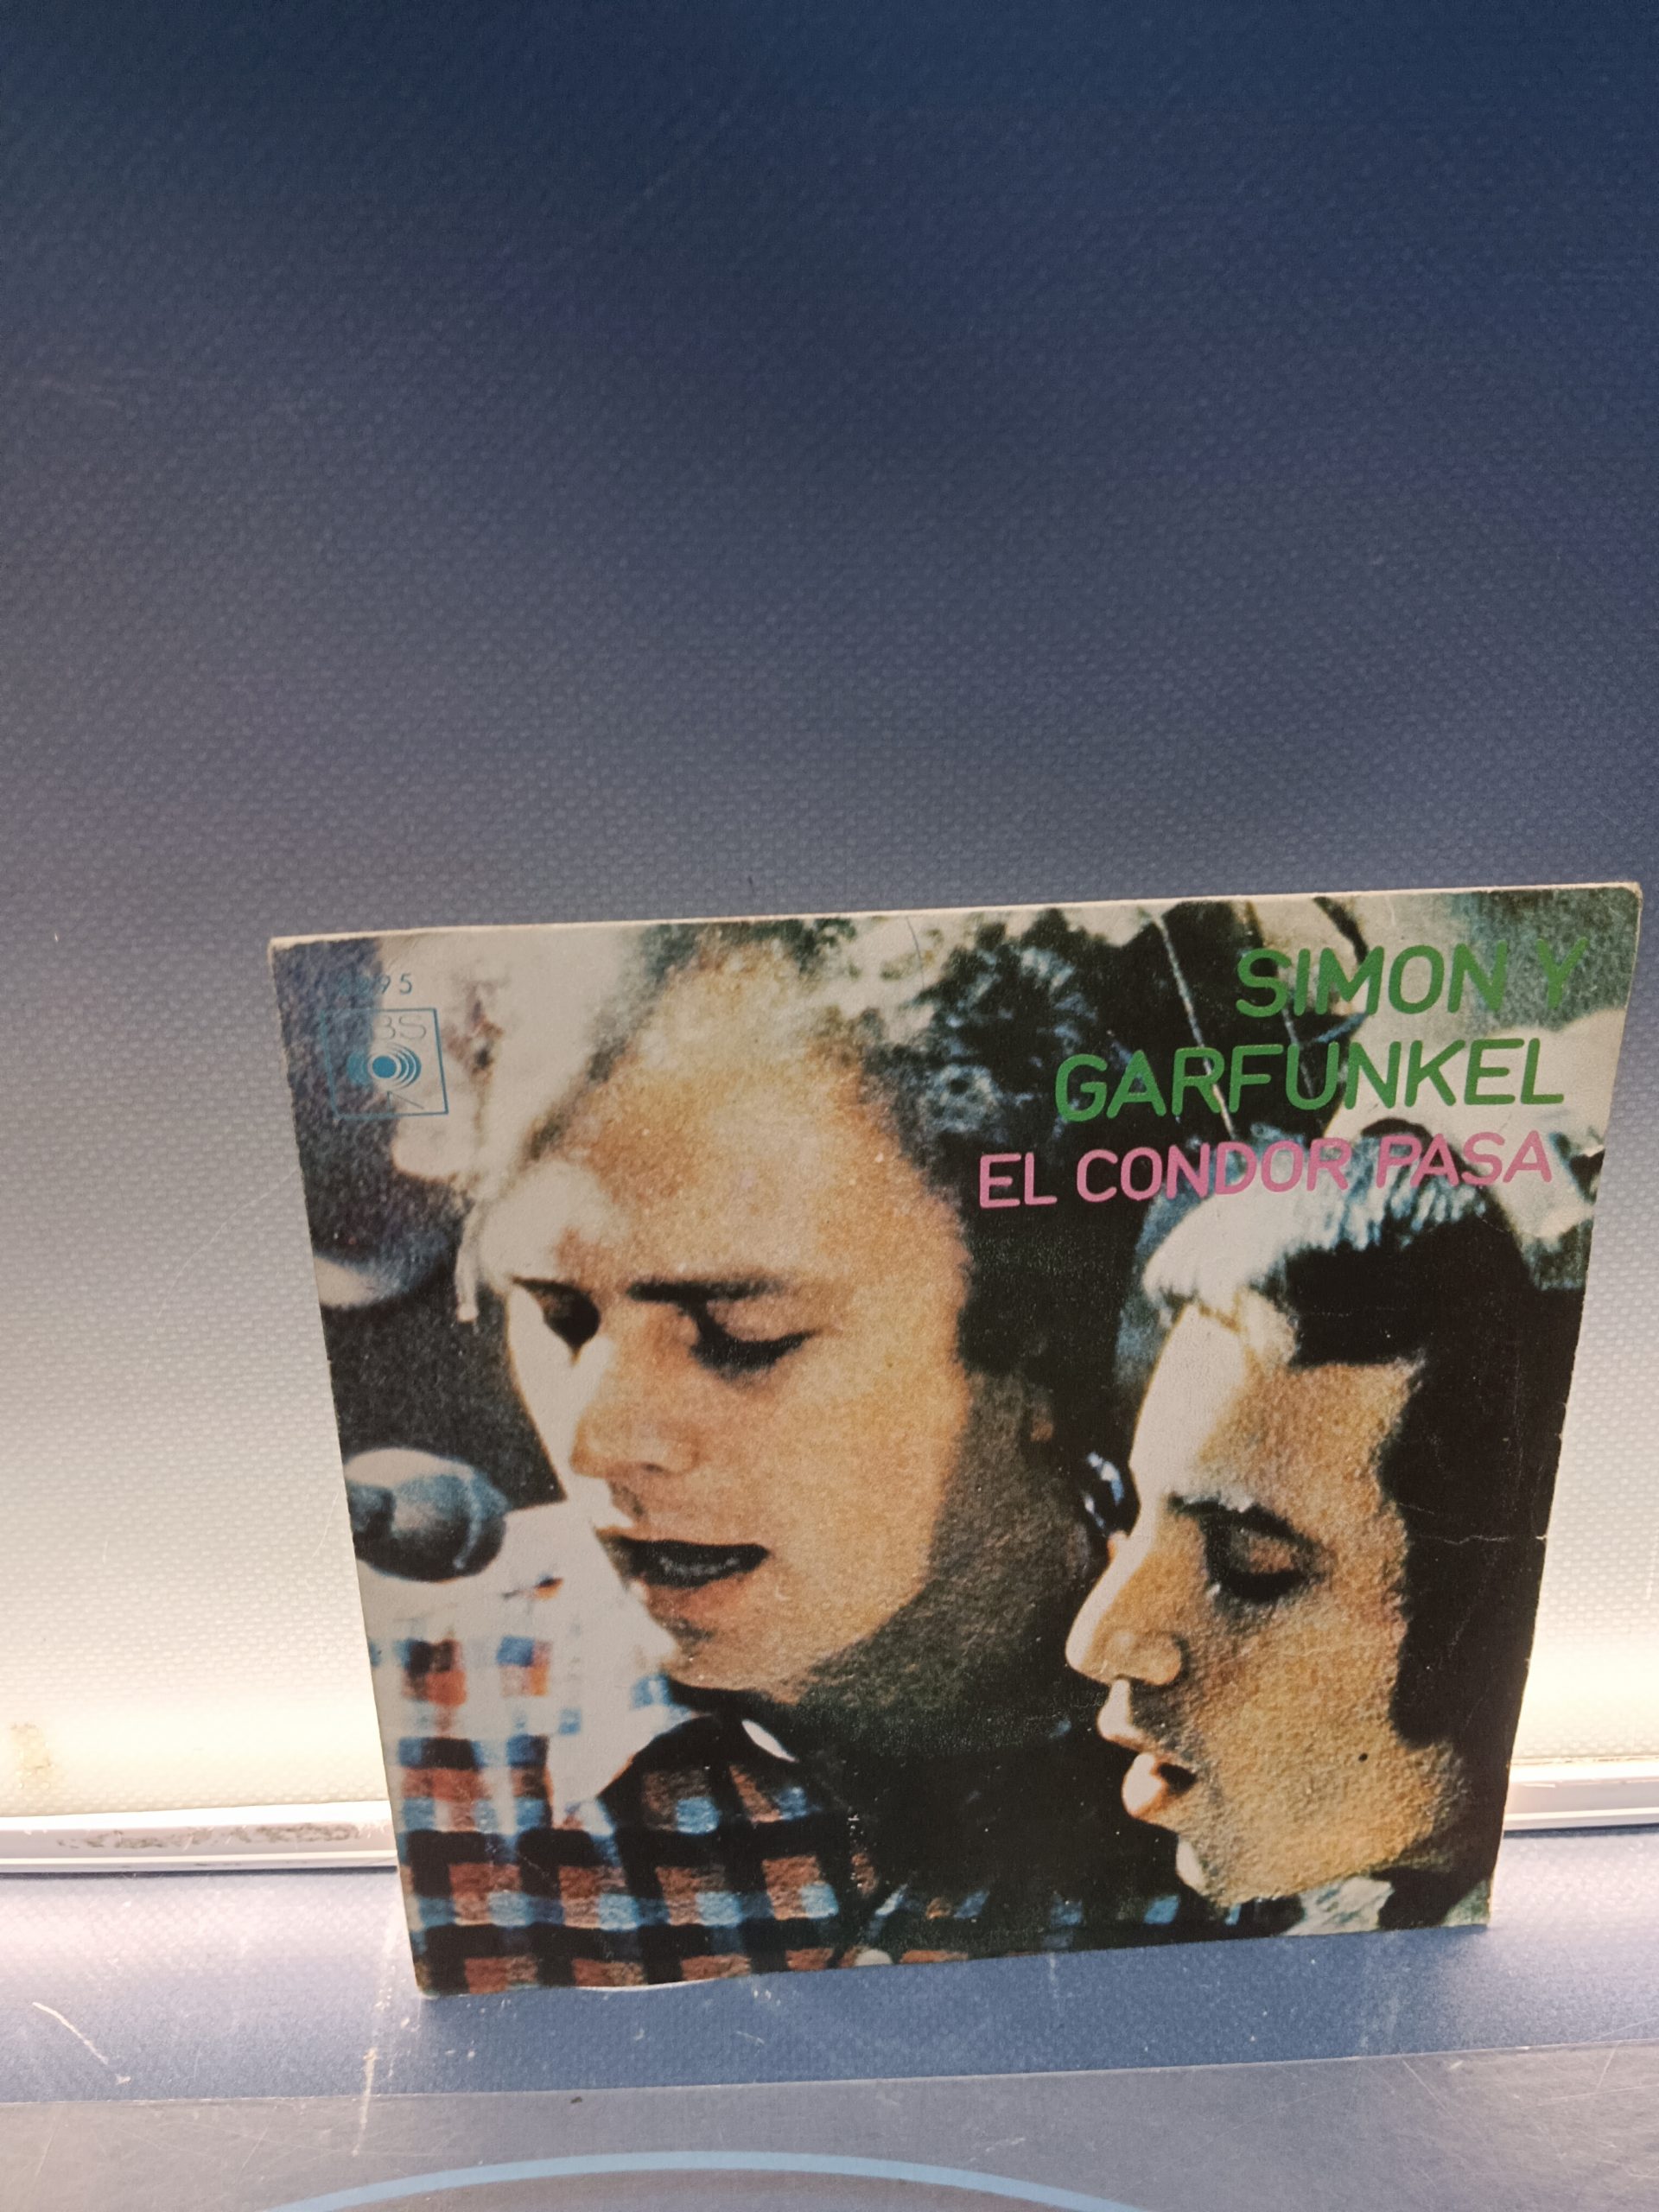 SIMON Y
GARFUNKEL
EL CONDOR PASA